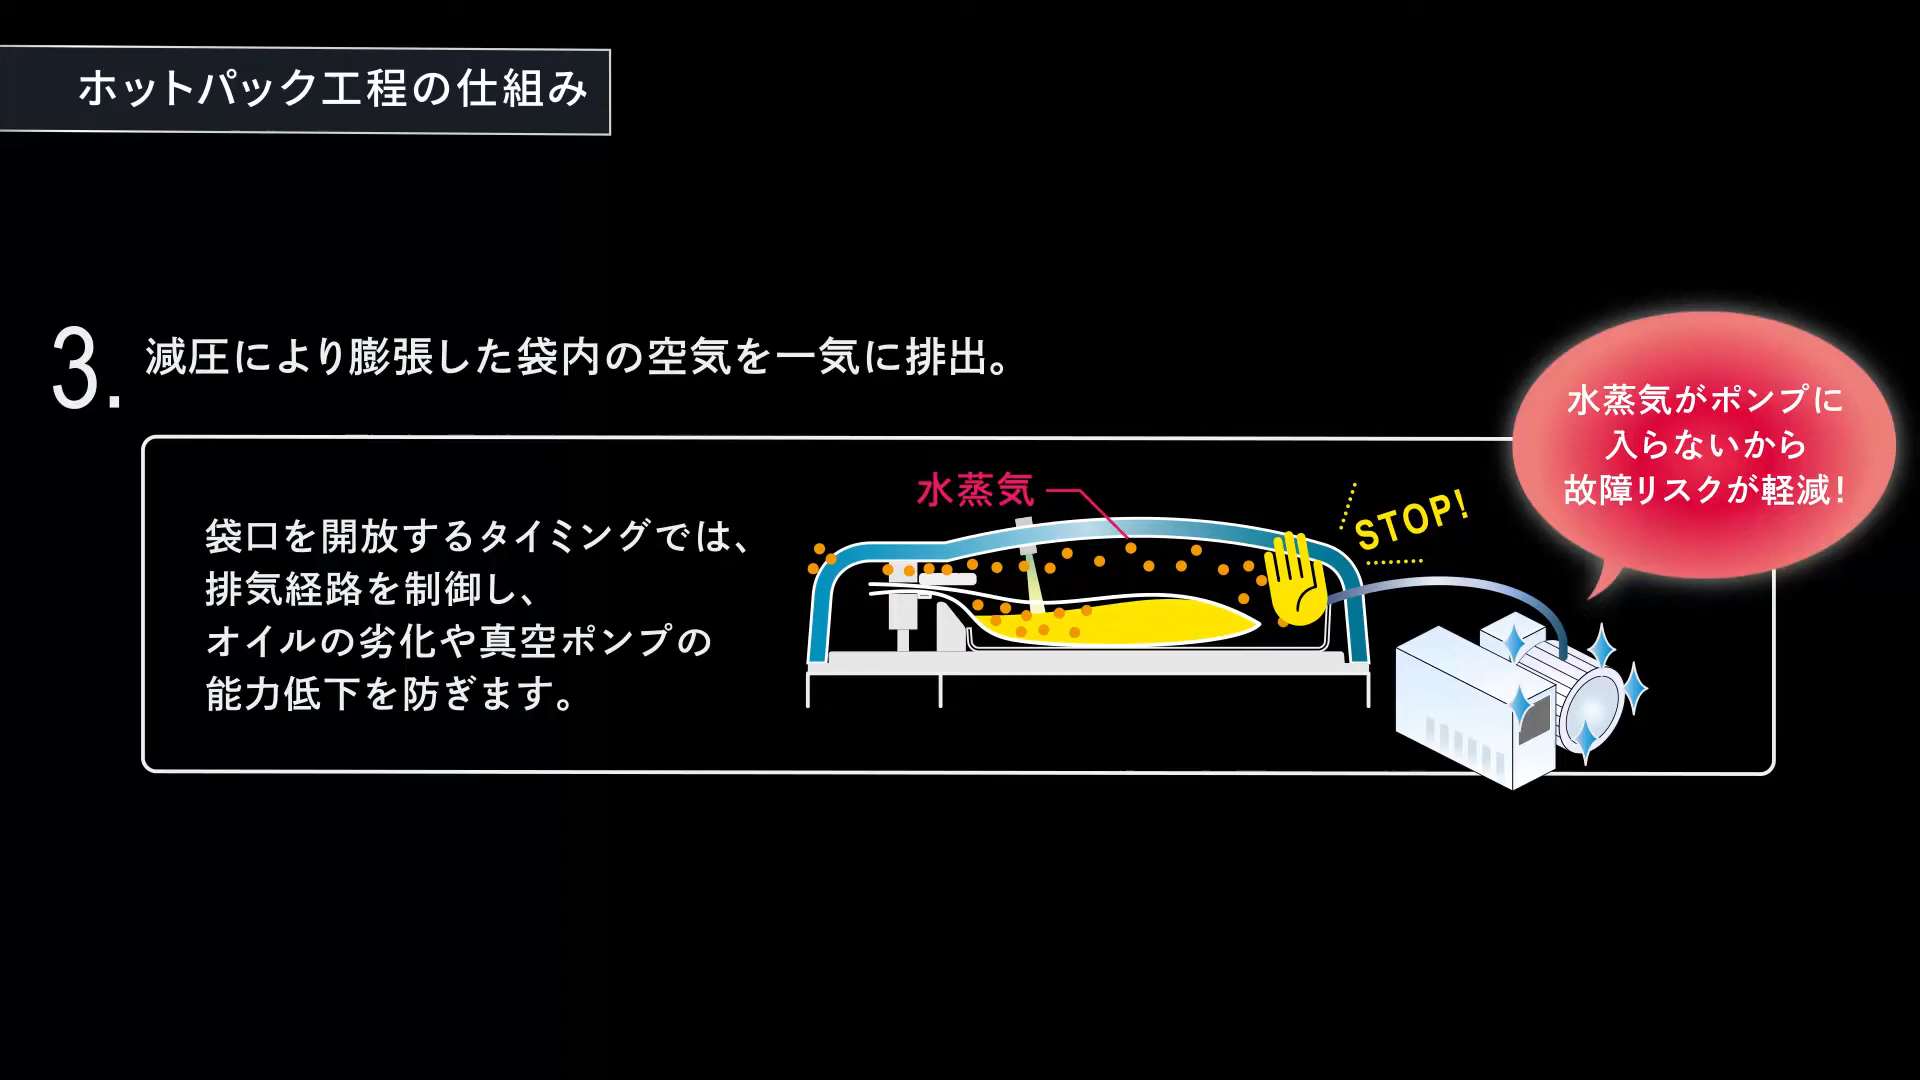 ホットパック工程の仕組み
3. 減圧により膨張した袋内の空気を一気に排出。
水蒸気がポンプに
入らないから
故障リスクが軽減！
水蒸気
STOP!
袋口を開放するタイミングでは、
排気経路を制御し、
オイルの劣化や真空ポンプの
能力低下を防ぎます。